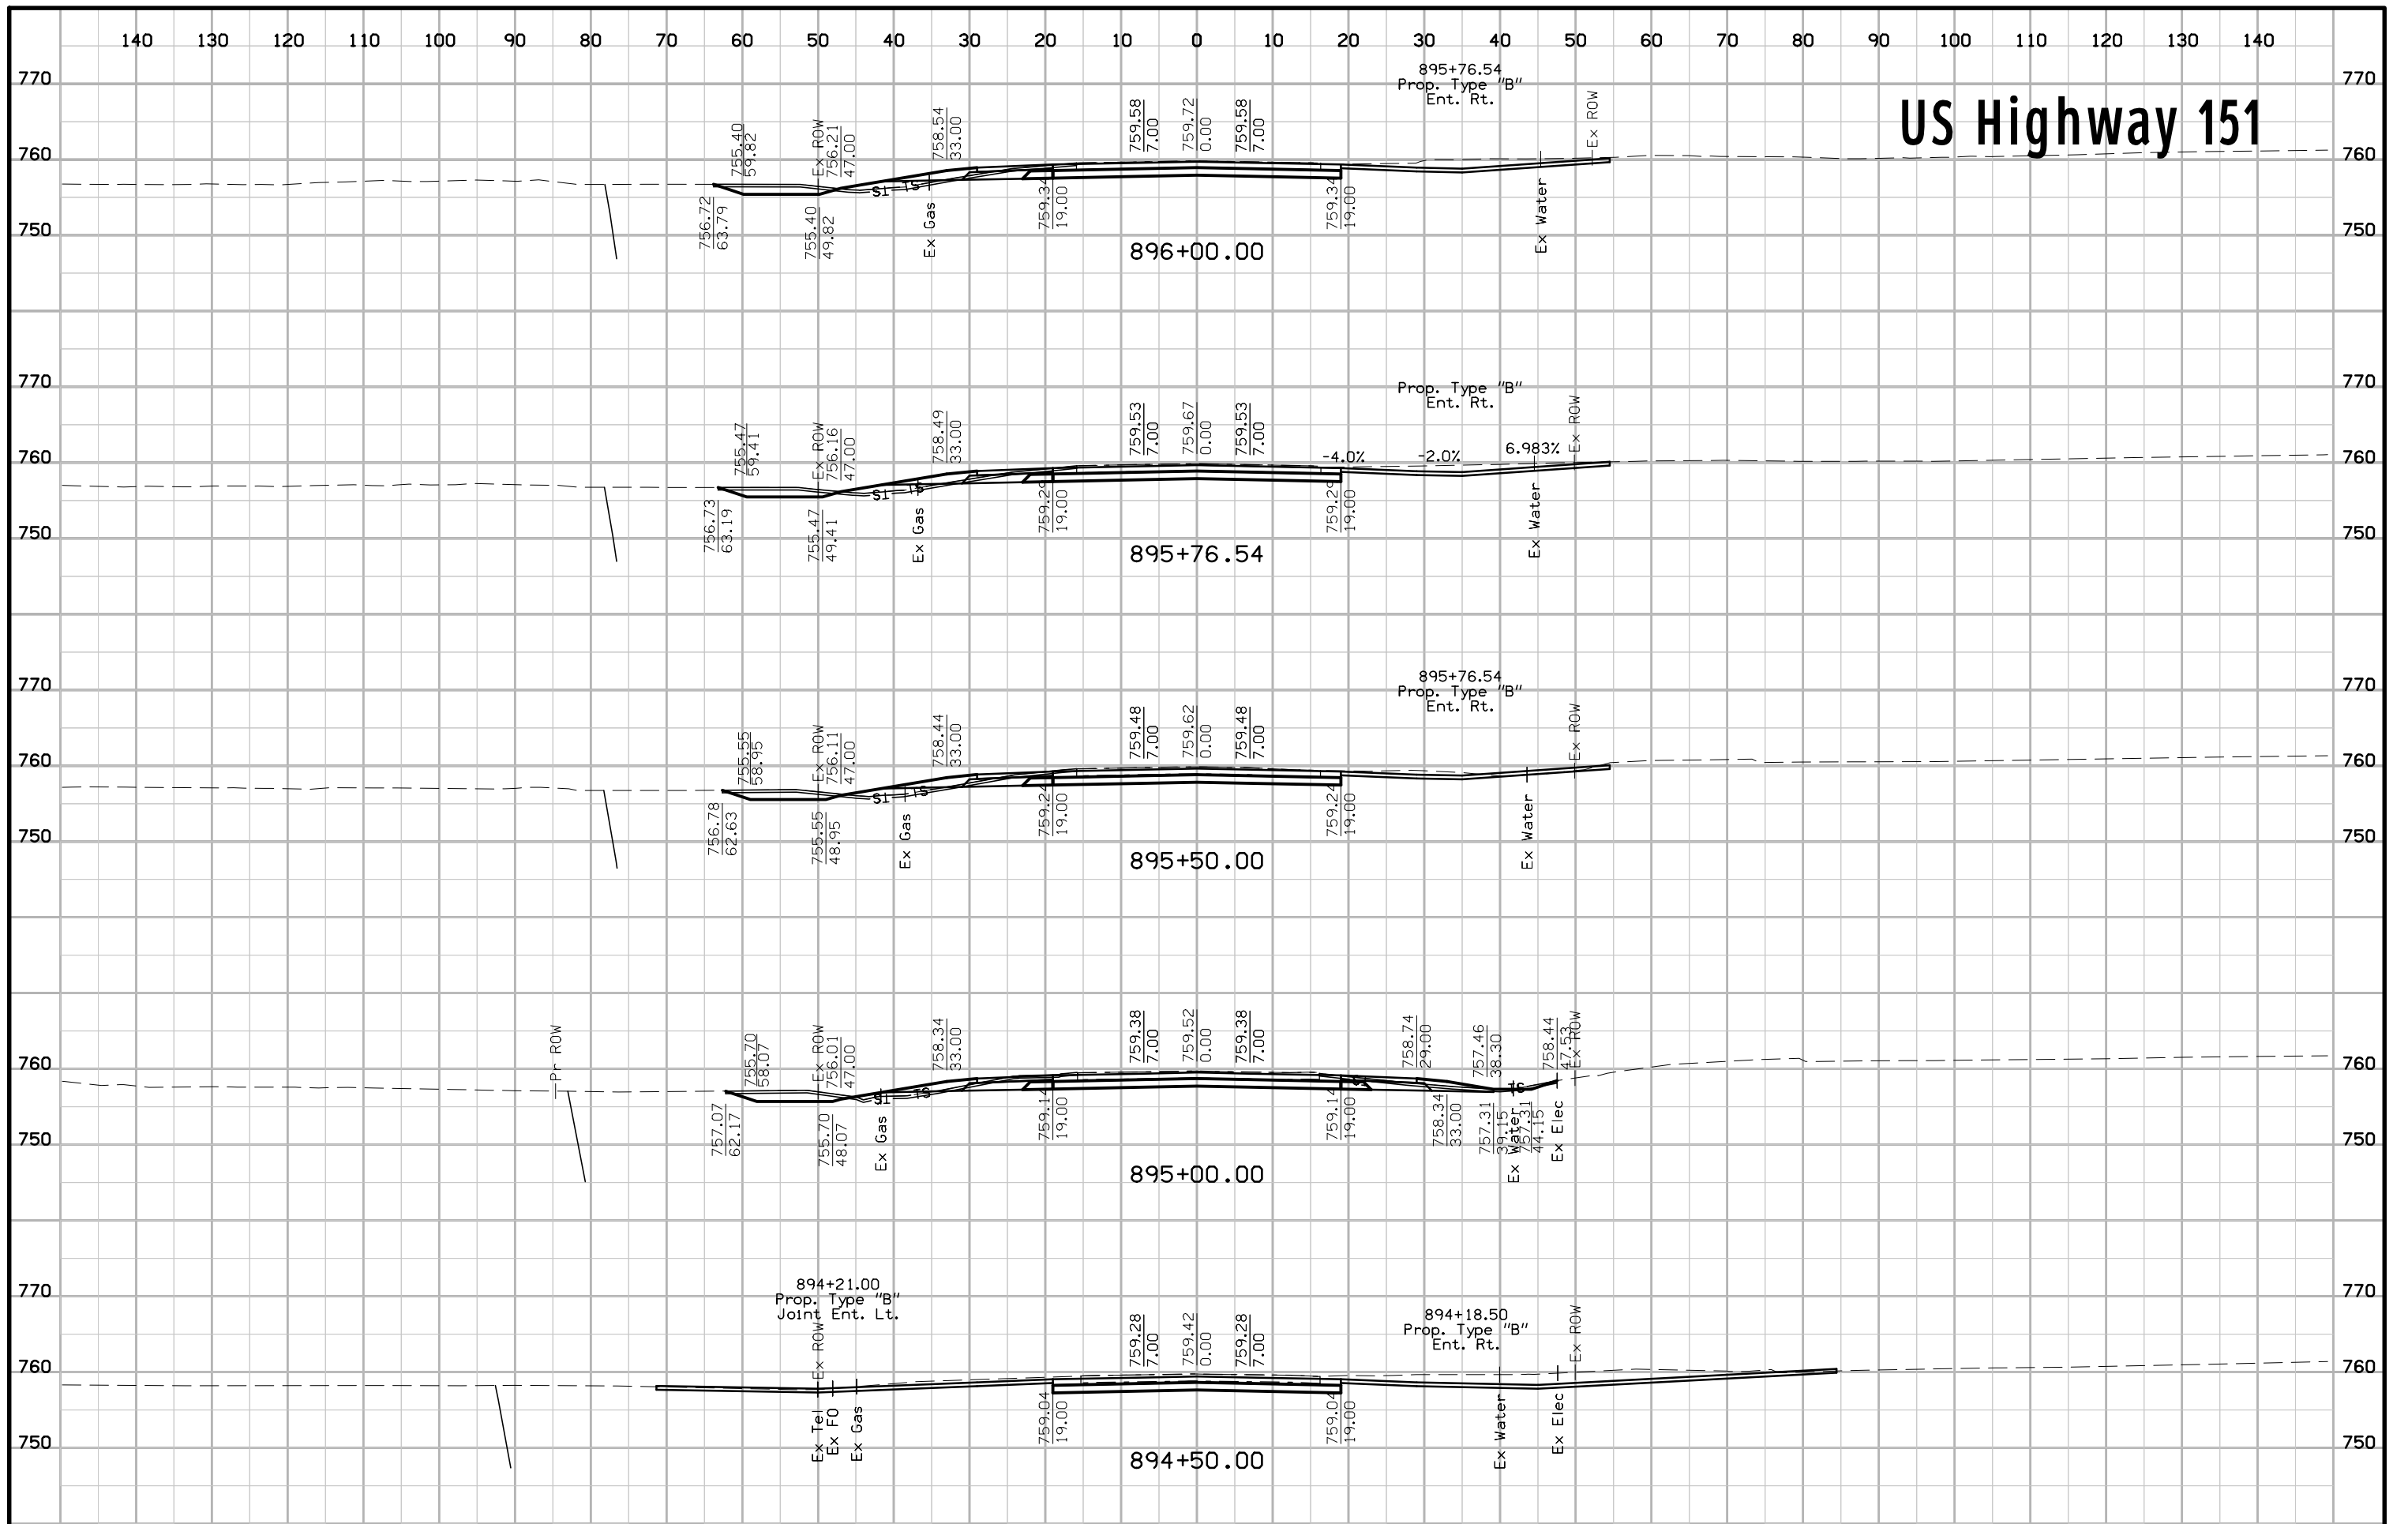 140 130 120 110 100 90 80 70 60 50 40 30 20 10 0 10 20 30 40 50 60 70 80 90 100 110 120 130 140
US Highway 151
770 770
760 760
750 750
895+76.54
Prop. Type "B"
Ent. Rt.
755.40
59.82
Ex ROW
756.21
47.00
758.54
33.00
759.58
7.00
759.72
0.00
759.58
7.00
Ex ROW
S1
TS
756.72
63.79
755.40
49.82
Ex Gas
759.34
19.00
759.34
19.00
Ex Water
896+00.00
770 770
760 760
750 750
Prop. Type "B"
Ent. Rt.
755.47
59.41
Ex ROW
756.16
47.00
758.49
33.00
759.53
7.00
759.67
0.00
759.53
7.00
-4.0%
-2.0%
6.983%
Ex ROW
S1
TS
756.73
63.19
755.47
49.41
Ex Gas
759.29
19.00
759.29
19.00
Ex Water
895+76.54
770 770
760 760
750 750
895+76.54
Prop. Type "B"
Ent. Rt.
755.55
58.95
Ex ROW
756.11
47.00
758.44
33.00
759.48
7.00
759.62
0.00
759.48
7.00
Ex ROW
S1
TS
756.78
62.63
755.55
48.95
Ex Gas
759.24
19.00
759.24
19.00
Ex Water
895+50.00
760 760
750 750
Pr ROW
755.70
58.07
Ex ROW
756.01
47.00
758.34
33.00
759.38
7.00
759.52
0.00
759.38
7.00
758.74
29.00
757.46
38.30
758.44
47.53
Ex ROW
S1
TS
S1
TS
757.07
62.17
755.70
48.07
Ex Gas
759.14
19.00
759.14
19.00
758.34
33.00
757.31
39.15
Ex Water
757.31
44.15
Ex Elec
895+00.00
770 770
760 760
750 750
894+21.00
Prop. Type "B"
Joint Ent. Lt.
Ex ROW
759.28
7.00
759.42
0.00
759.28
7.00
894+18.50
Prop. Type "B"
Ent. Rt.
Ex ROW
Ex Tel
Ex FO
Ex Gas
759.04
19.00
759.04
19.00
Ex Water
Ex Elec
894+50.00